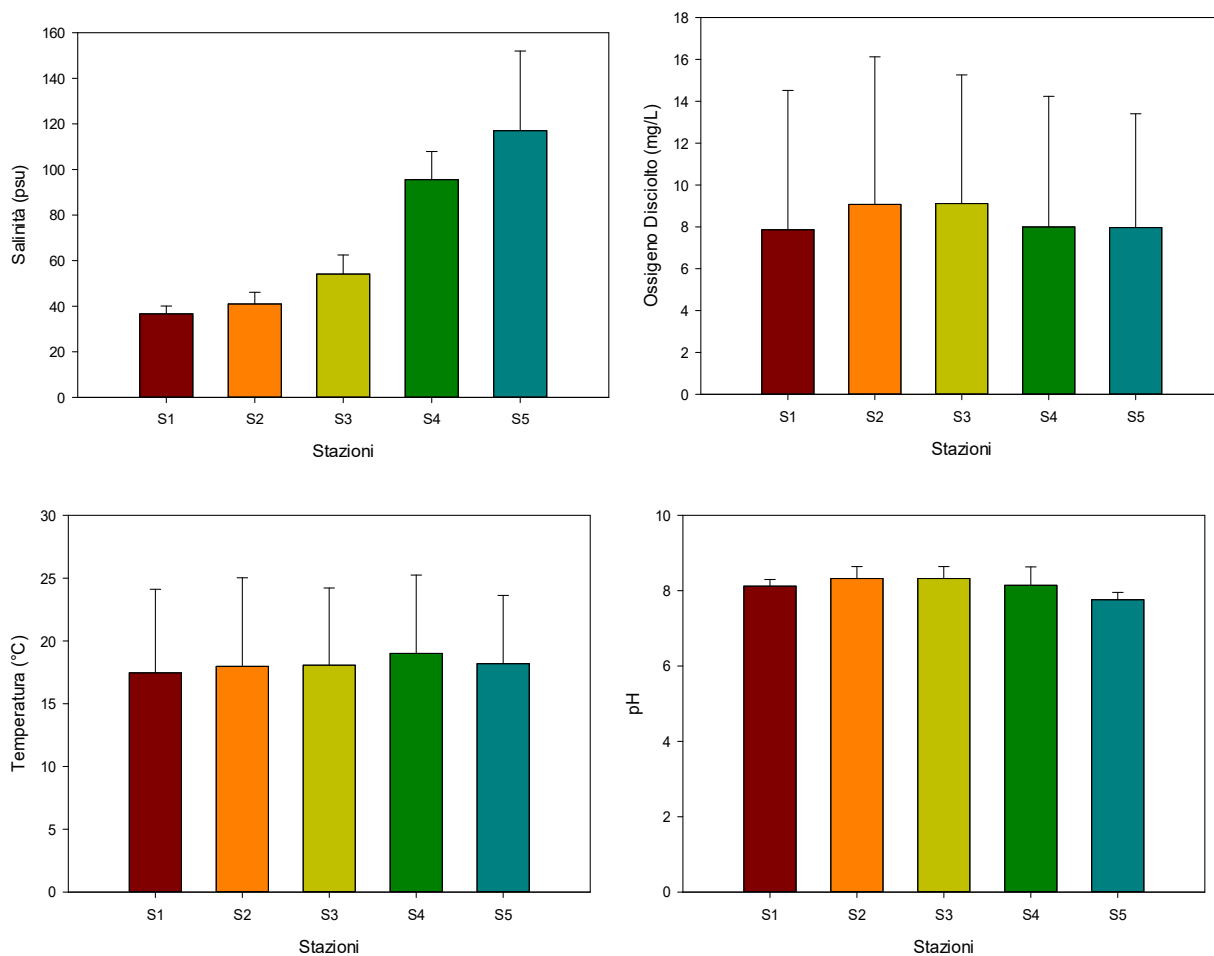 Salinità (psu)
160
140
120
100
80
60
40
20
0
S1 S2 S3 S4 S5
Stazioni
Ossigeno Disciolto (mg/L)
18
16
14
12
10
8
6
4
2
0
S1 S2 S3 S4 S5
Stazioni
Temperatura (°C)
30
25
20
15
10
5
0
S1 S2 S3 S4 S5
Stazioni
pH
10
8
6
4
2
0
S1 S2 S3 S4 S5
Stazioni